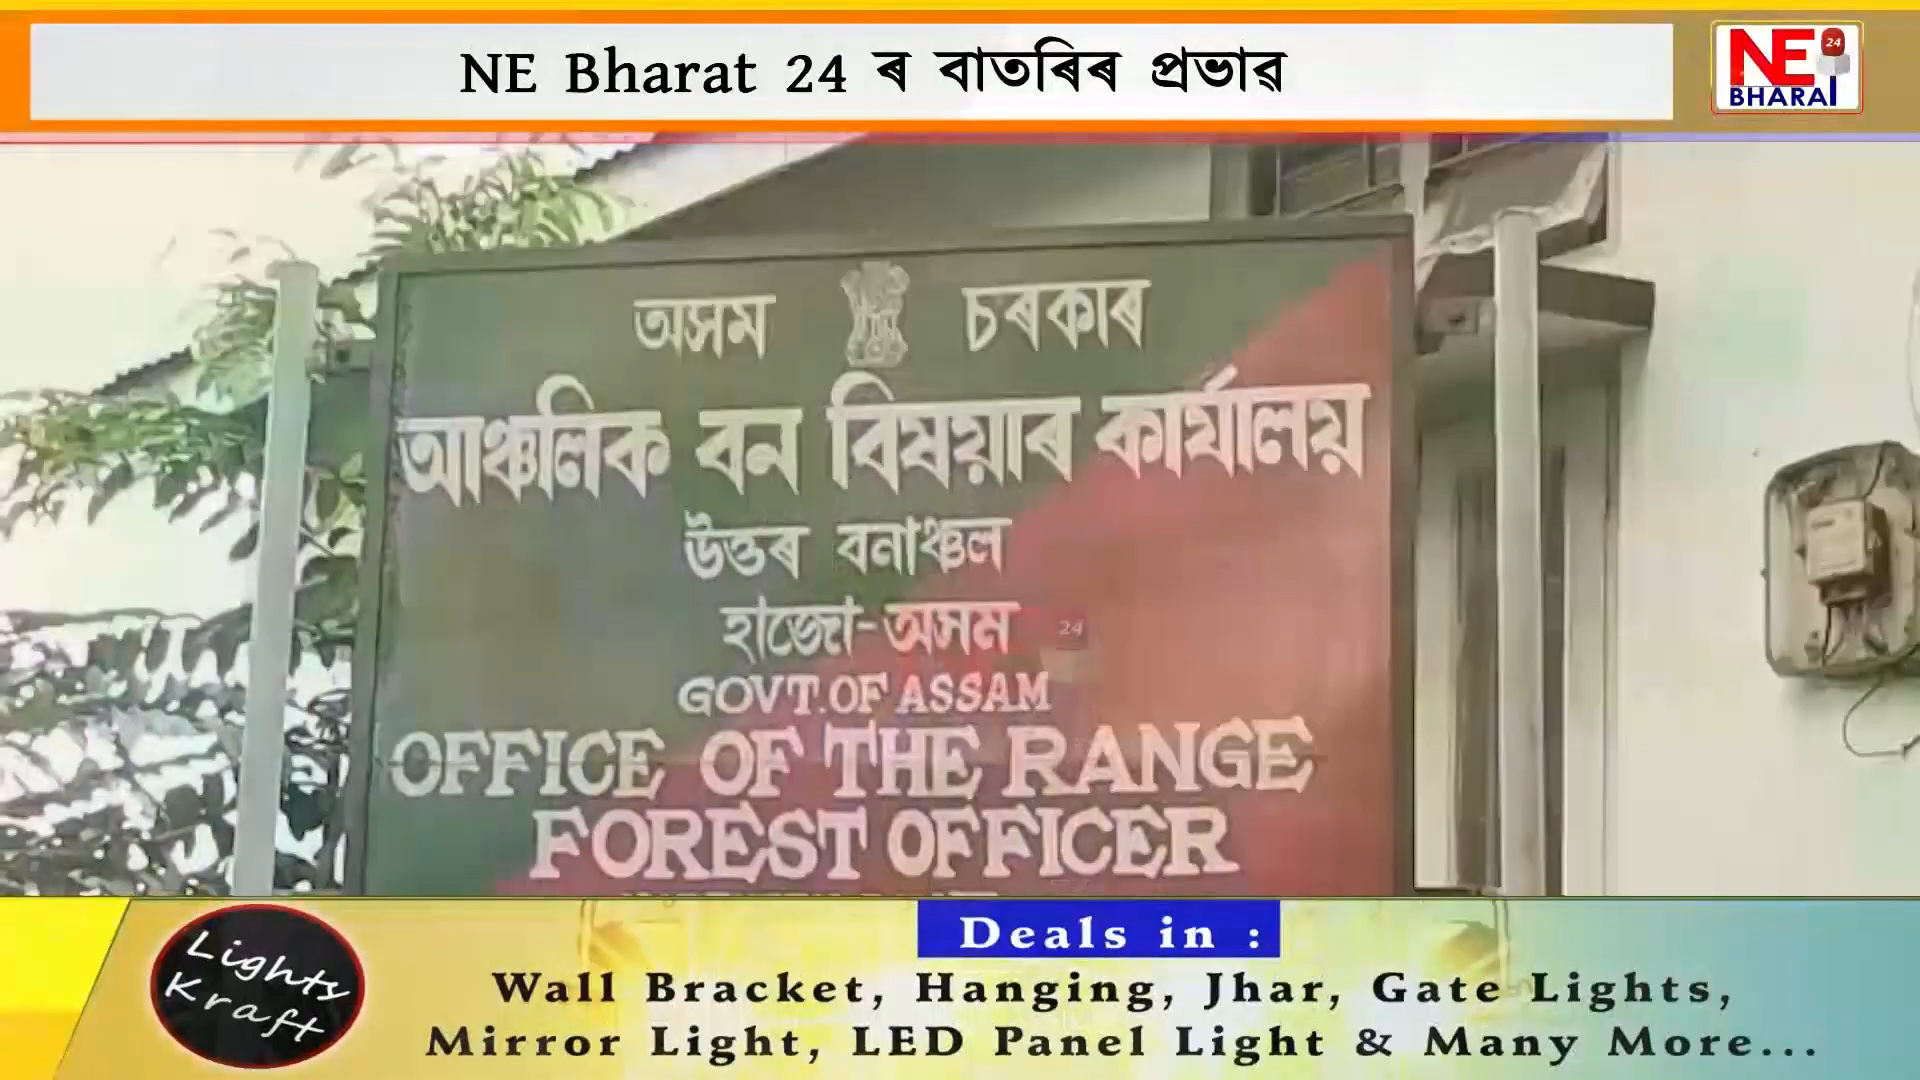 NE Bharat 24 ৰ বাতৰিৰ প্ৰভাৱ
NE 24
BHARAT
অসম চৰকাৰ
আঞ্চলিক বন বিষয়াৰ কাৰ্যালয়
উত্তৰ বনাঞ্চল
হাজো-অসম
24
GOVT. OF ASSAM
OFFICE OF THE RANGE
FOREST OFFICER
Lights
Kraft
Deals in :
Wall Bracket, Hanging, Jhar, Gate Lights,
Mirror Light, LED Panel Light & Many More...